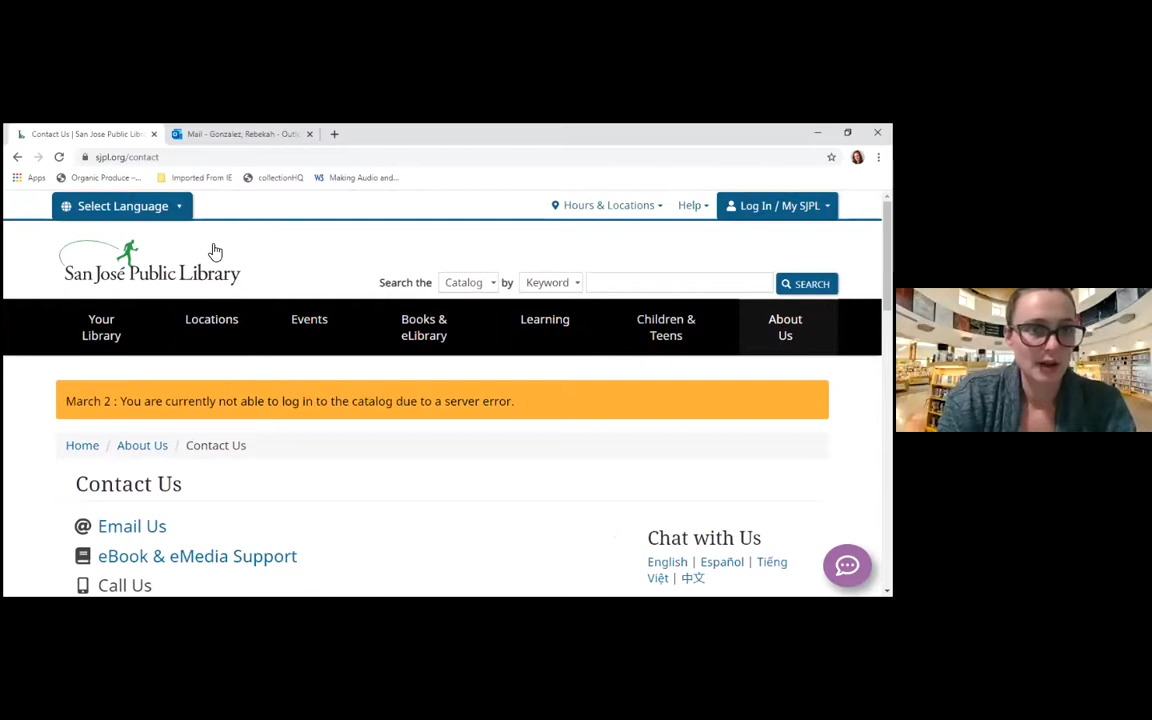 Contact Us | San Jose Public Libr
Mail - Gonzalez, Rebekah - Outl
sjpl.org/contact
Apps
Organic Produce –...
Imported From IE
collectionHQ
W3
Making Audio and...
Select Language
Hours & Locations
Help
Log In / My SJPL
San José Public Library
Search the
Catalog
by
Keyword
SEARCH
Your
Library
Locations
Events
Books &
eLibrary
Learning
Children &
Teens
About
Us
March 2 : You are currently not able to log in to the catalog due to a server error.
Home / About Us / Contact Us
Contact Us
@ Email Us
eBook & eMedia Support
Call Us
Chat with Us
English | Español | Tiếng
Việt | 中文